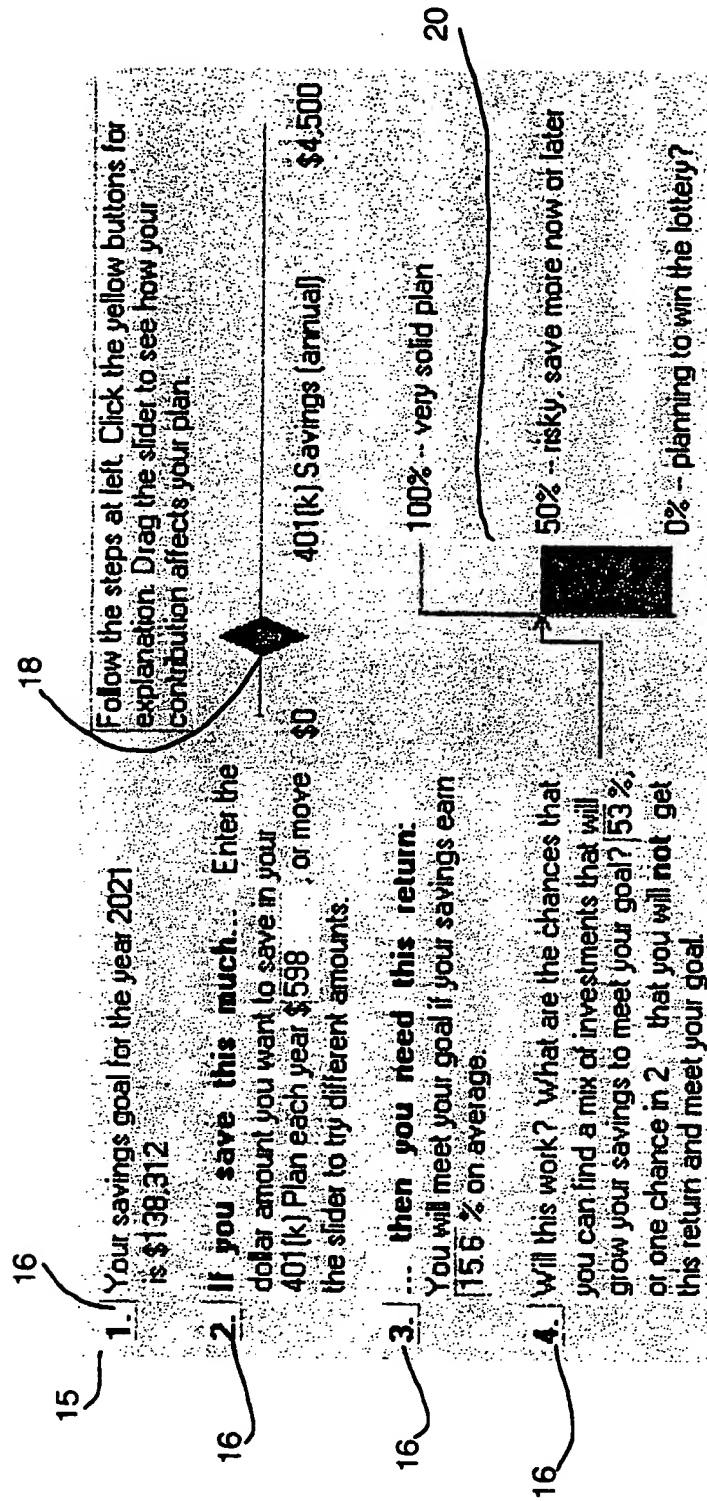 15
16
1. Your savings goal for the year 2021
is $138,312
16
2. If you save this much... Enter the
dollar amount you want to save in your
401(k) Plan each year $598 , or move
the slider to try different amounts.
16
3. ... then you need this return:
You will meet your goal if your savings earn
15.6 % on average.
16
4. Will this work? What are the chances that
you can find a mix of investments that will
grow your savings to meet your goal? 53 %,
or one chance in 2 that you will not get
this return and meet your goal.
18
Follow the steps at left. Click the yellow buttons for
explanation. Drag the slider to see how your
contribution affects your plan.
$0 401(k) Savings (annual) $4,500
20
100% -- very solid plan
50% -- risky, save more now or later
0% -- planning to win the lottery?